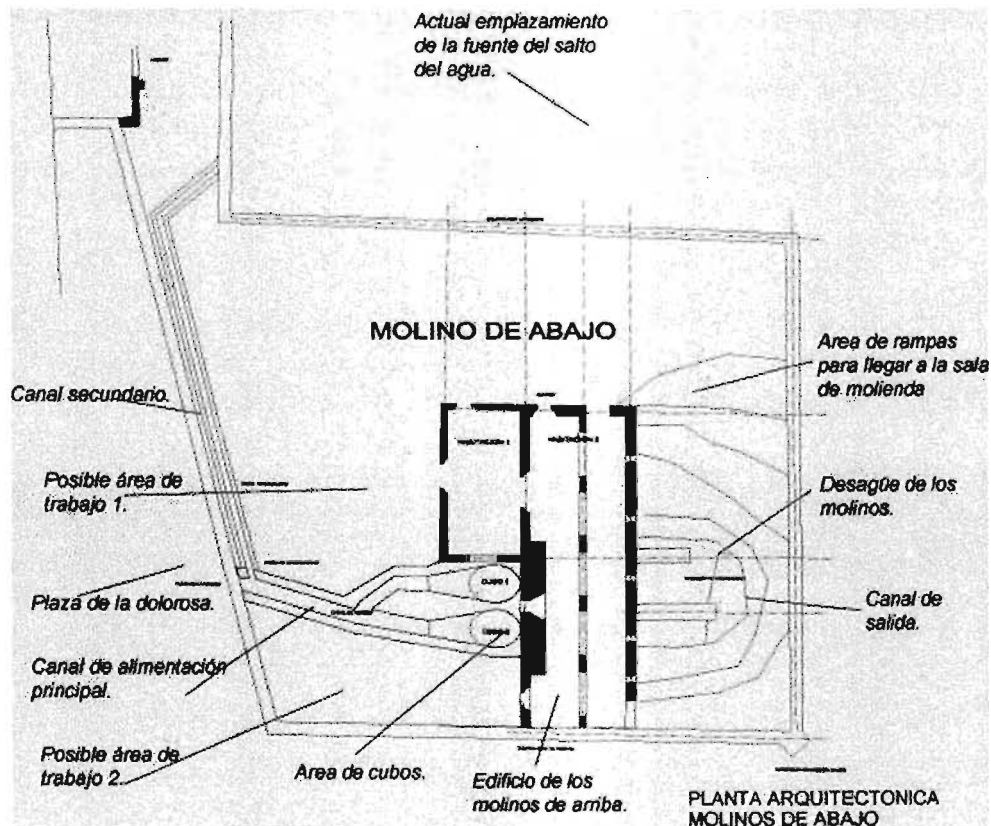 Actual emplazamiento
de la fuente del salto
del agua.
MOLINO DE ABAJO
Area de rampas
para llegar a la sala
de molienda
Canal secundario.
Posible área de
trabajo 1.
Desagüe de los
molinos.
Plaza de la dolorosa.
Canal de
salida.
Canal de alimentación
principal.
Posible área de
trabajo 2.
Area de cubos.
Edificio de los
molinos de arriba.
PLANTA ARQUITECTONICA
MOLINOS DE ABAJO